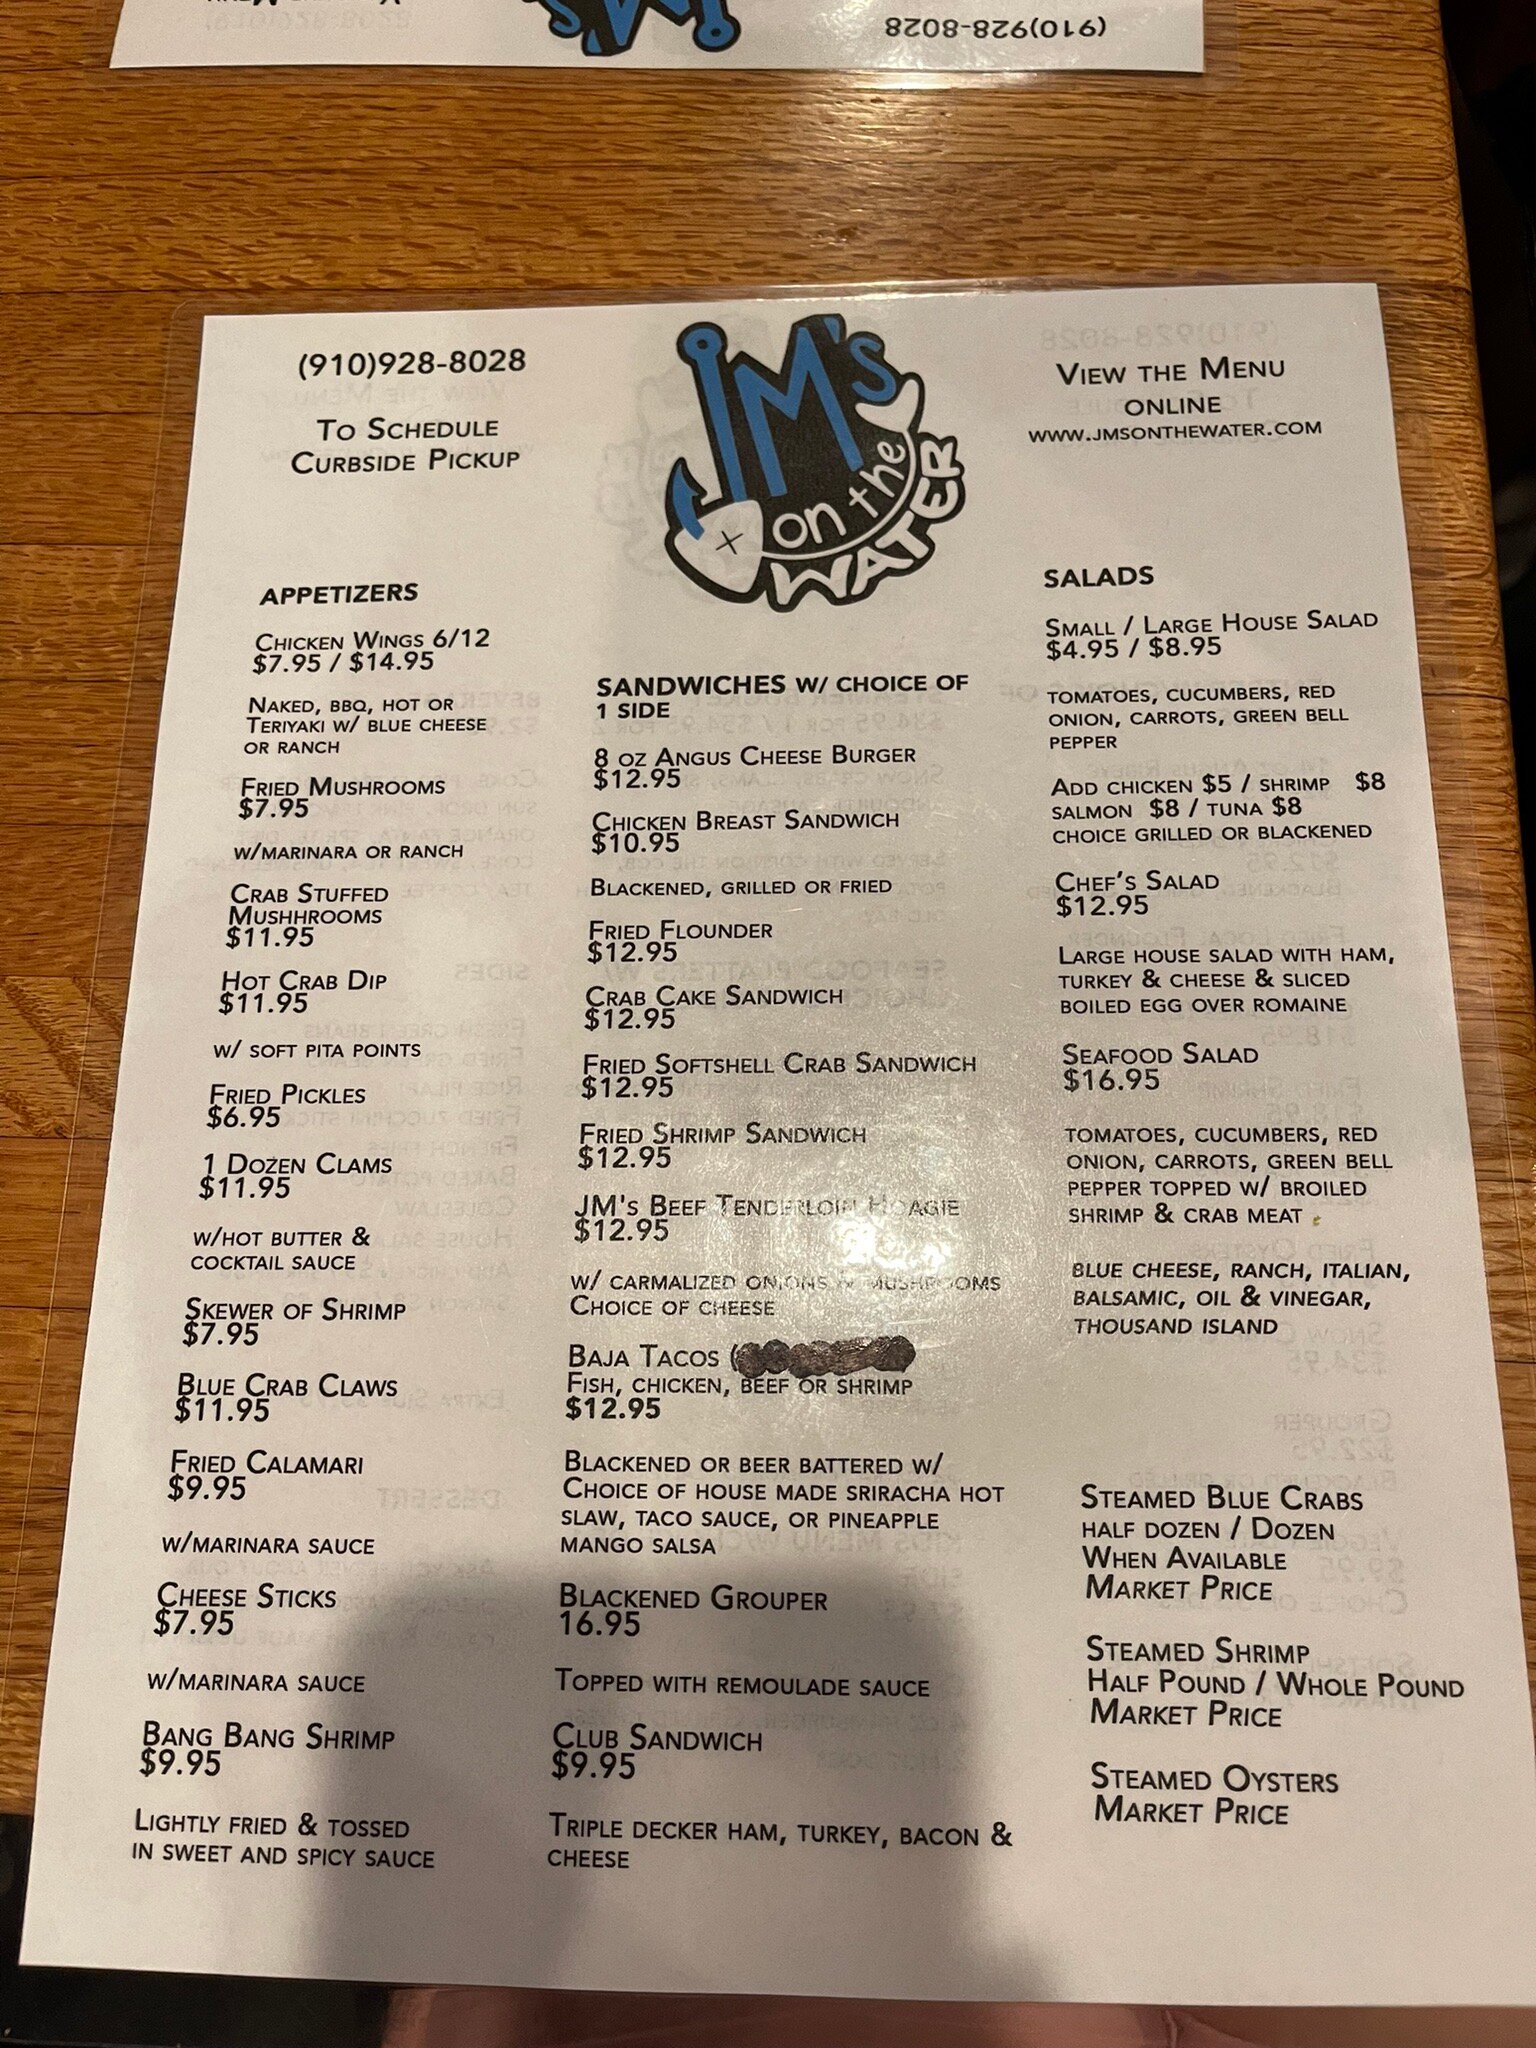 (910)928-8028
(910)928-8028
To Schedule
Curbside Pickup
JM's
on the
WATER
View the Menu
online
www.jmsonthewater.com
APPETIZERS
Chicken Wings 6/12
$7.95 / $14.95
Naked, bbq, hot or
Teriyaki w/ blue cheese
or ranch
Fried Mushrooms
$7.95
w/marinara or ranch
Crab Stuffed
Mushhrooms
$11.95
Hot Crab Dip
$11.95
w/ soft pita points
Fried Pickles
$6.95
1 Dozen Clams
$11.95
w/hot butter &
cocktail sauce
Skewer of Shrimp
$7.95
Blue Crab Claws
$11.95
Fried Calamari
$9.95
w/marinara sauce
Cheese Sticks
$7.95
w/marinara sauce
Bang Bang Shrimp
$9.95
Lightly fried & tossed
in sweet and spicy sauce
SANDWICHES w/ choice of
1 side
8 oz Angus Cheese Burger
$12.95
Chicken Breast Sandwich
$10.95
Blackened, grilled or fried
Fried Flounder
$12.95
Crab Cake Sandwich
$12.95
Fried Softshell Crab Sandwich
$12.95
Fried Shrimp Sandwich
$12.95
JM's Beef Tenderloin Hoagie
$12.95
w/ carmalized onions & mushrooms
Choice of cheese
Baja Tacos (
Fish, chicken, beef or shrimp
$12.95
Blackened or beer battered w/
Choice of house made sriracha hot
slaw, taco sauce, or pineapple
mango salsa
Blackened Grouper
16.95
Topped with remoulade sauce
Club Sandwich
$9.95
Triple decker ham, turkey, bacon &
cheese
SALADS
Small / Large House Salad
$4.95 / $8.95
tomatoes, cucumbers, red
onion, carrots, green bell
pepper
Add chicken $5 / shrimp $8
salmon $8 / tuna $8
choice grilled or blackened
Chef's Salad
$12.95
Large house salad with ham,
turkey & cheese & sliced
boiled egg over romaine
Seafood Salad
$16.95
tomatoes, cucumbers, red
onion, carrots, green bell
pepper topped w/ broiled
shrimp & crab meat
blue cheese, ranch, italian,
balsamic, oil & vinegar,
thousand island
Steamed Blue Crabs
half dozen / Dozen
When Available
Market Price
Steamed Shrimp
Half Pound / Whole Pound
Market Price
Steamed Oysters
Market Price